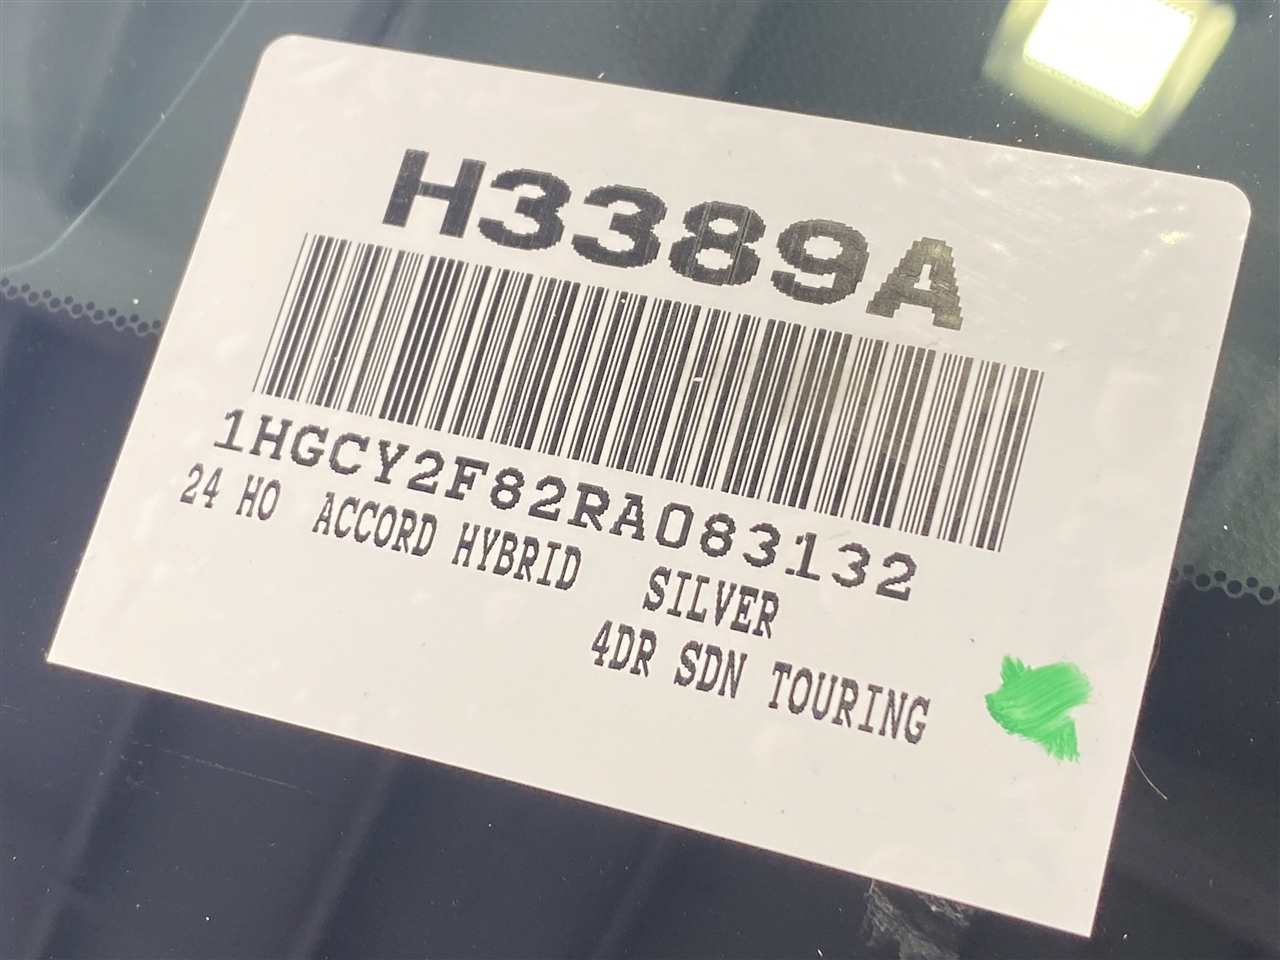 H3389A
1HGCY2F82RA083132
24 HO ACCORD HYBRID SILVER
4DR SDN TOURING